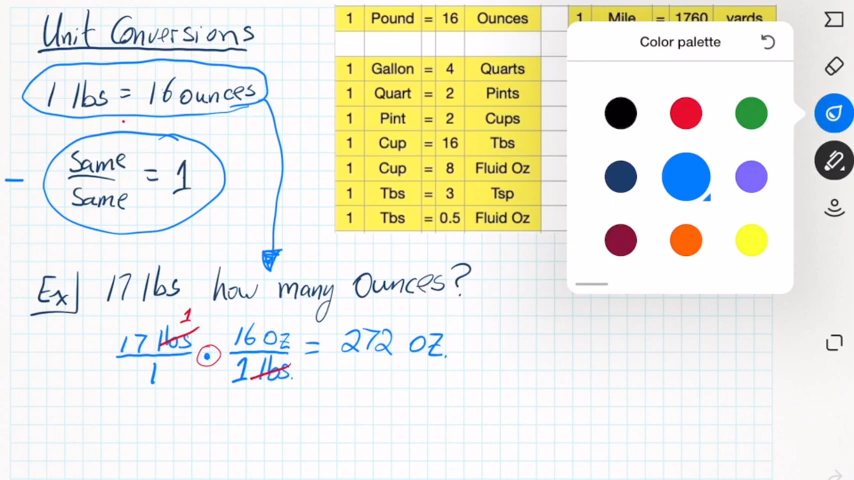 Unit Conversions
1 lbs = 16 ounces
Same
Same
= 1
1 Pound = 16 Ounces
1 Gallon = 4 Quarts
1 Quart = 2 Pints
1 Pint = 2 Cups
1 Cup = 16 Tbs
1 Cup = 8 Fluid Oz
1 Tbs = 3 Tsp
1 Tbs = 0.5 Fluid Oz
1 Mile = 1760 yards
Color palette
Ex 17 lbs how many Ounces?
1
17 lbs · 16 oz = 272 oz.
1 1 lbs.